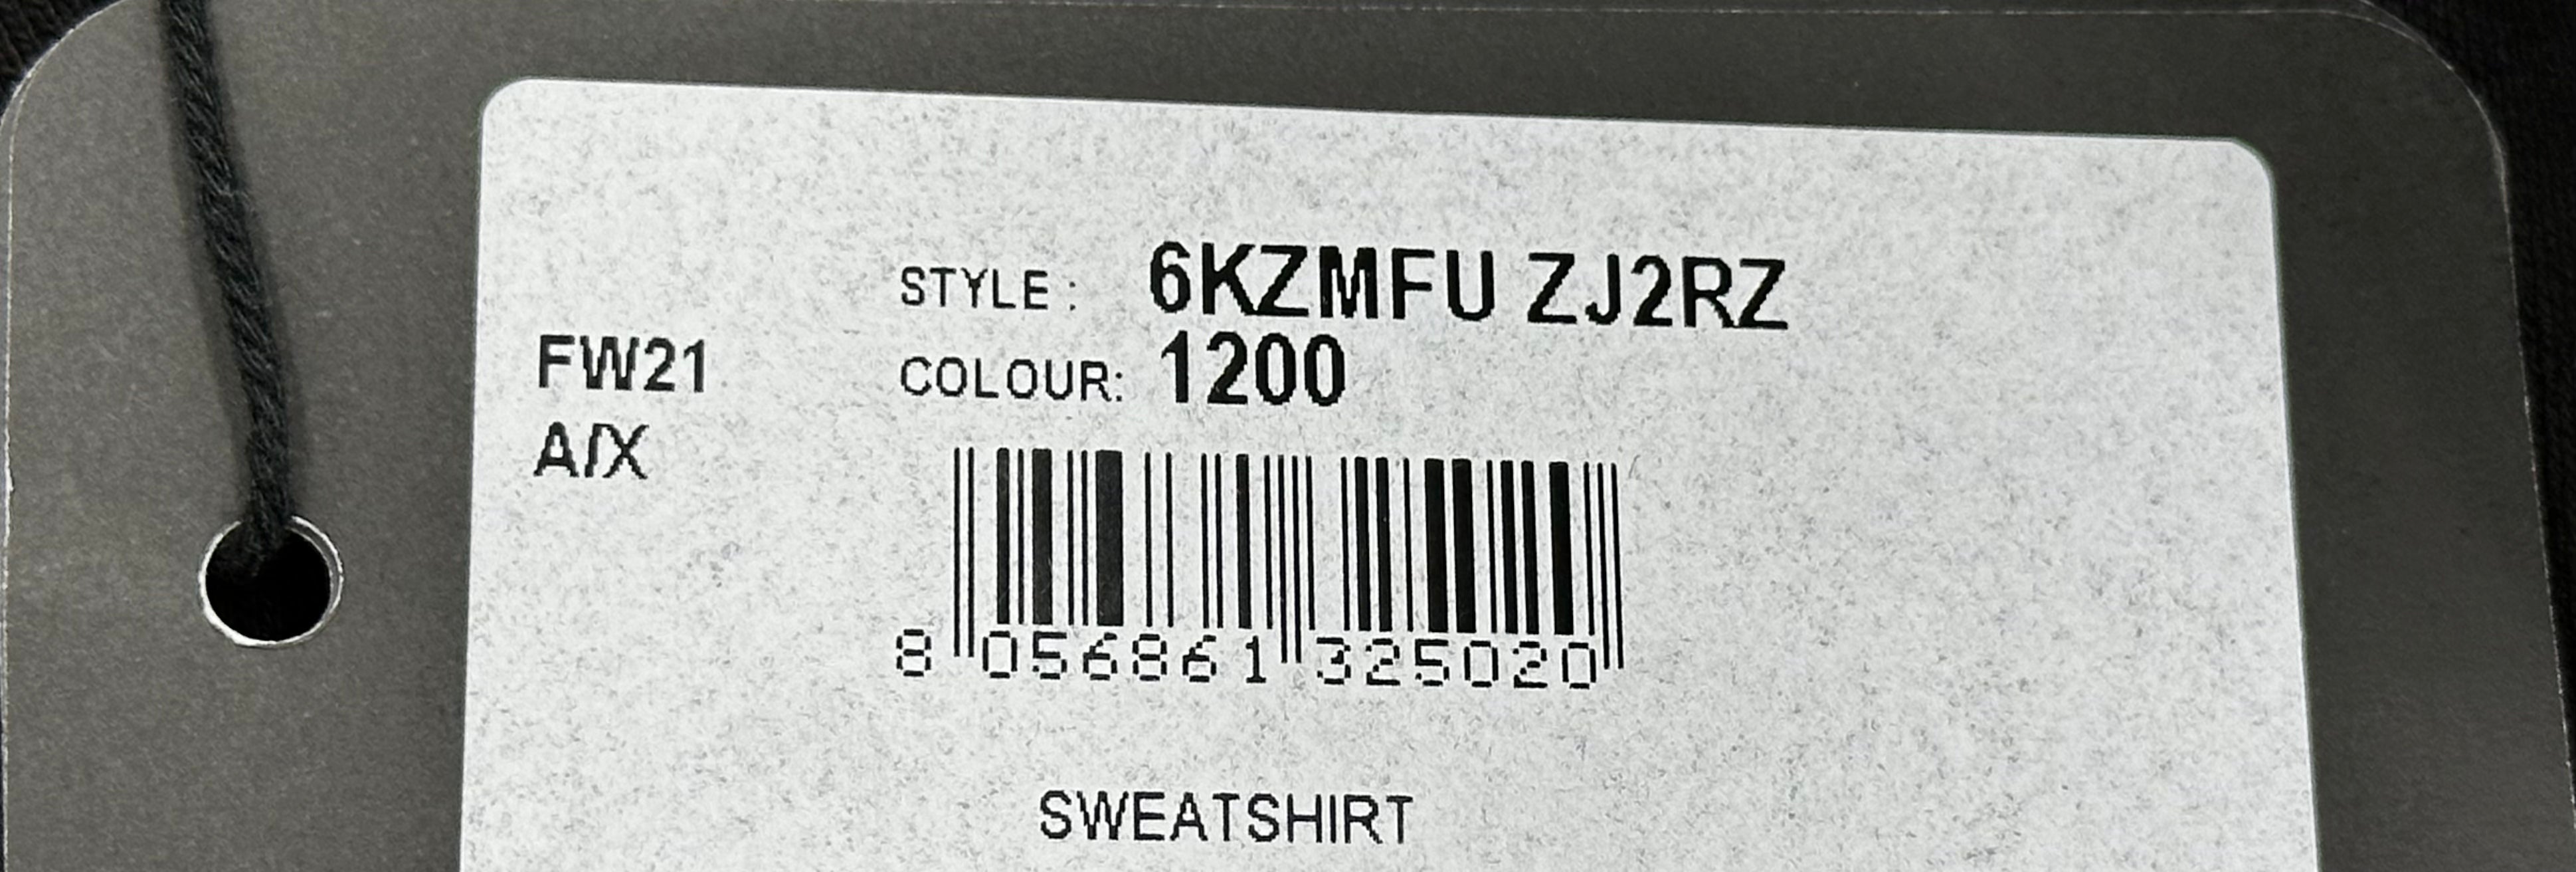 STYLE : 6KZMFU ZJ2RZ
FW21 COLOUR: 1200
A/X
8 056861 325020
SWEATSHIRT